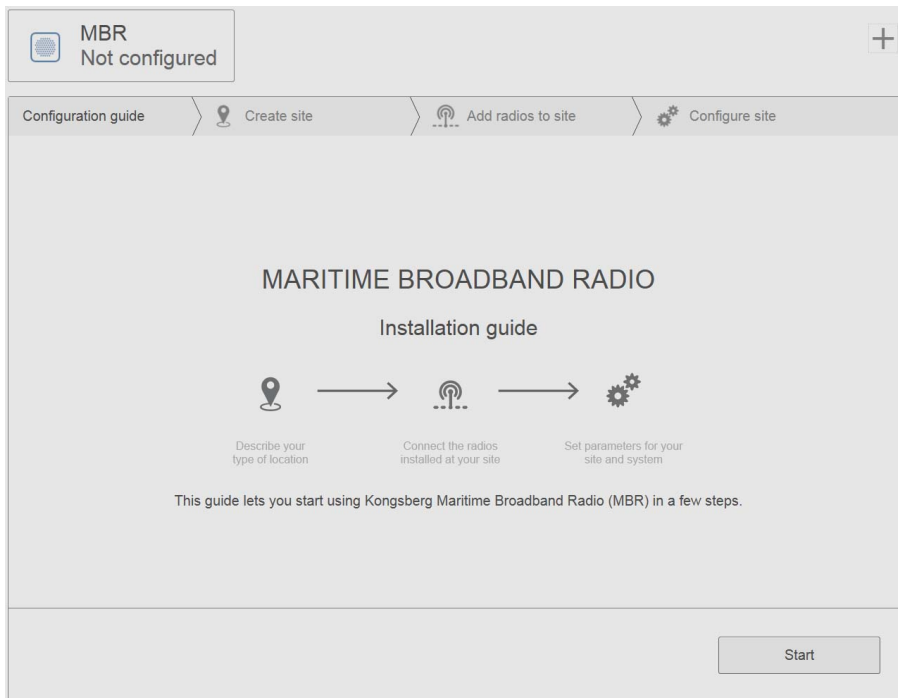 MBR
Not configured
Configuration guide
Create site
Add radios to site
Configure site
MARITIME BROADBAND RADIO
Installation guide
Describe your
type of location
Connect the radios
installed at your site
Set parameters for your
site and system
This guide lets you start using Kongsberg Maritime Broadband Radio (MBR) in a few steps.
Start